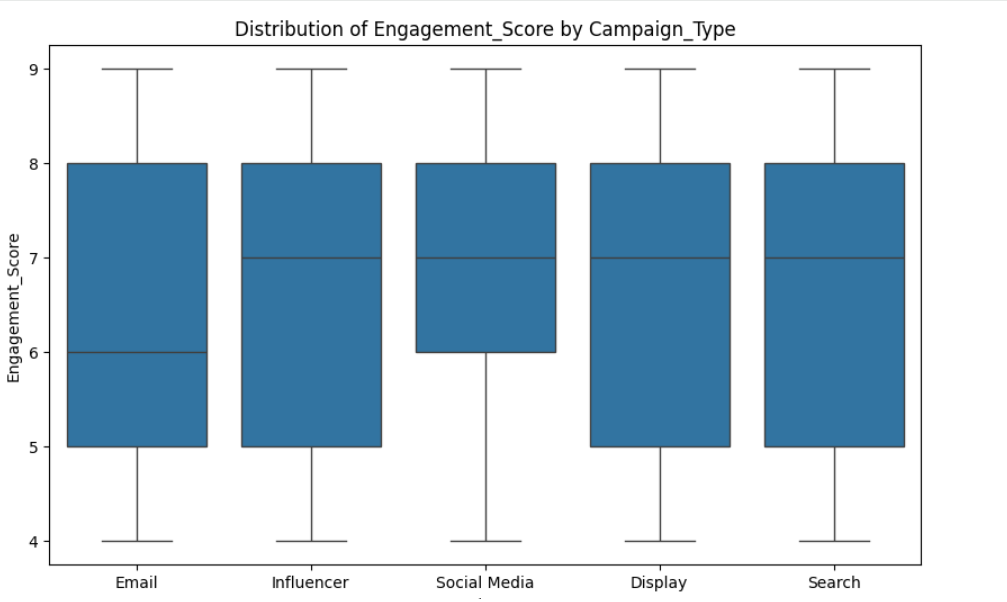 Distribution of Engagement_Score by Campaign_Type
9
8
7
6
5
4
Engagement_Score
Email Influencer Social Media Display Search